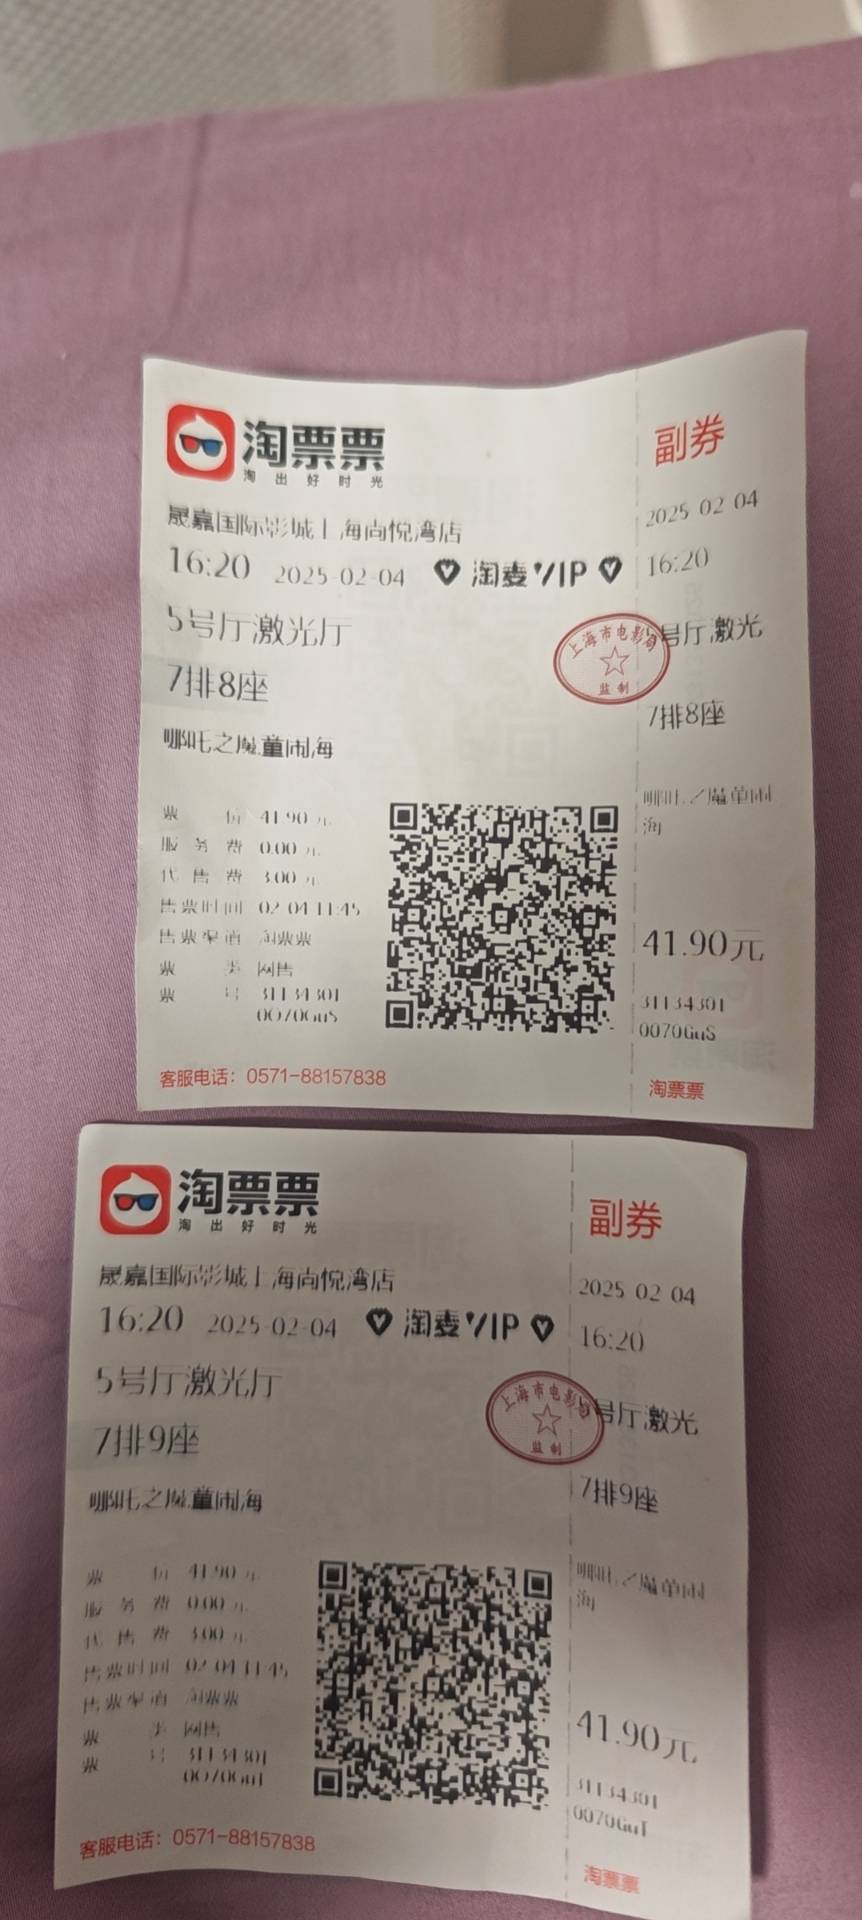 淘票票
淘出好时光
晟嘉国际影城上海尚悦湾店
16:20 2025-02-04 淘麦VIP
5号厅激光厅
7排8座
哪吒之魔童闹海
票价 41.90元
服务费 0.00元
代售费 3.00元
售票时间 02-04 11:45
售票渠道 淘票票
票类 网售
票号 31134301
0070GuS
客服电话：0571-88157838
副券
2025-02-04
16:20
上海市电影局
监制
号厅激光
7排8座
哪吒之魔童闹
海
41.90元
31134301
0070GuS
淘票票
淘票票
淘出好时光
晟嘉国际影城上海尚悦湾店
16:20 2025-02-04 淘麦VIP
5号厅激光厅
7排9座
哪吒之魔童闹海
票价 41.90元
服务费 0.00元
代售费 3.00元
售票时间 02-04 11:45
售票渠道 淘票票
票类 网售
票号 31134301
0070GuT
客服电话：0571-88157838
副券
2025-02-04
16:20
上海市电影局
监制
号厅激光
7排9座
哪吒之魔童闹
海
41.90元
31134301
0070GuT
淘票票